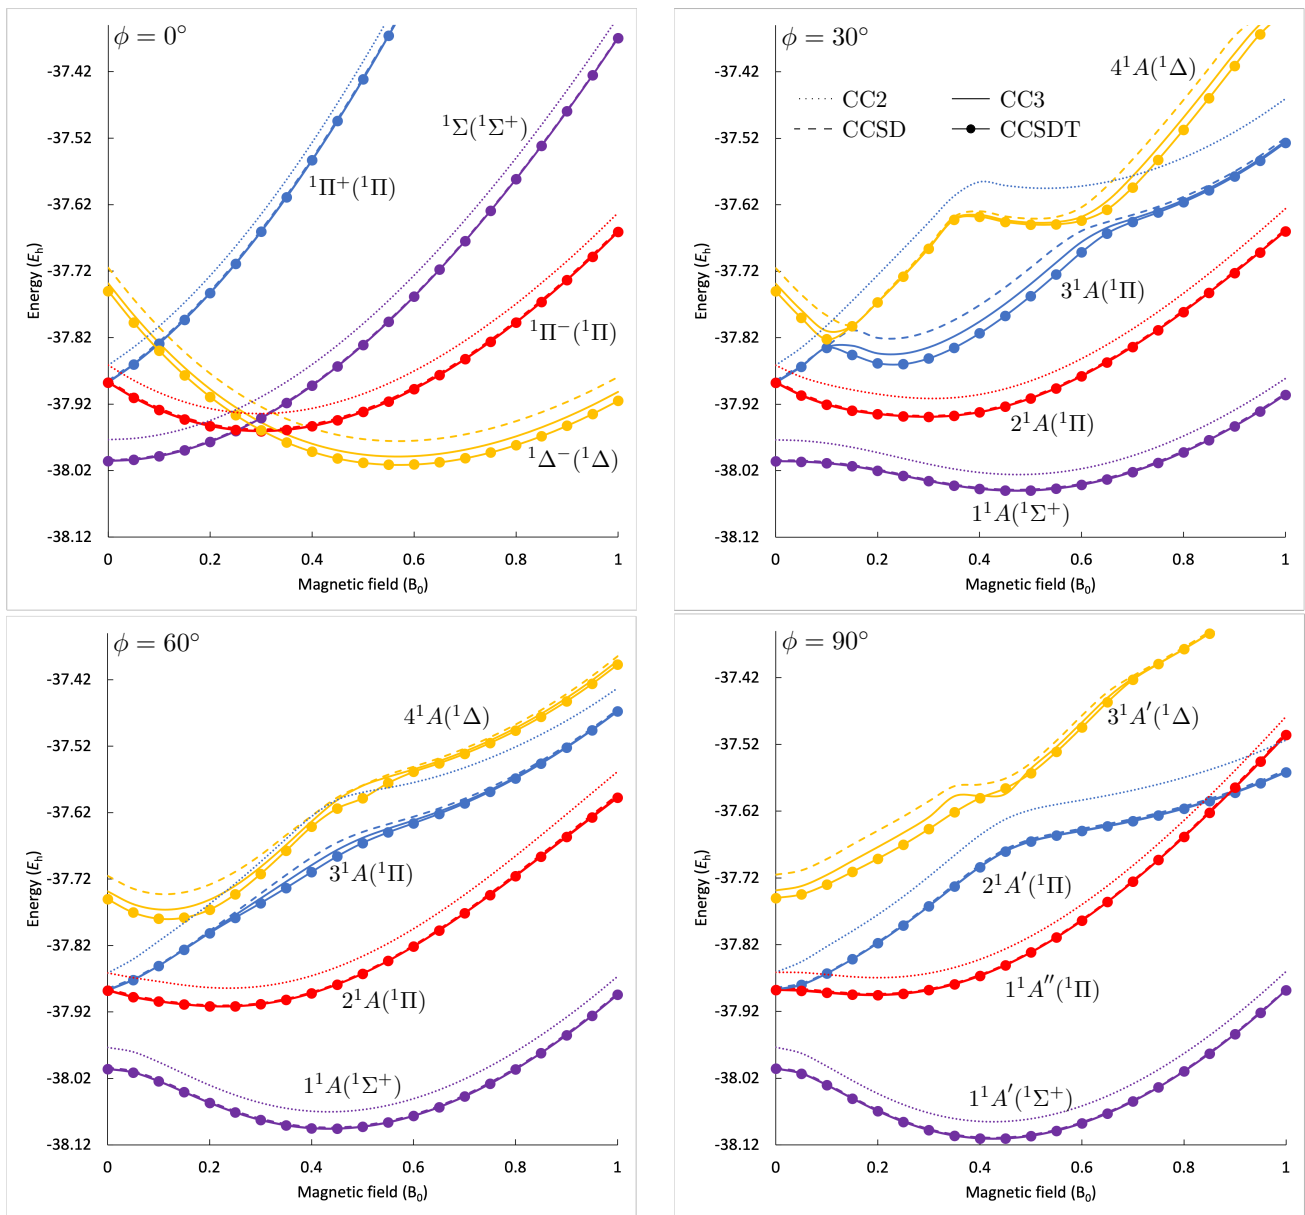 ϕ = 0°
Energy (Eₕ)
-37.42
-37.52
-37.62
-37.72
-37.82
-37.92
-38.02
-38.12
¹Σ(¹Σ⁺)
¹Π⁺(¹Π)
¹Π⁻(¹Π)
¹Δ⁻(¹Δ)
0 0.2 0.4 0.6 0.8 1
Magnetic field (B₀)
ϕ = 30°
Energy (Eₕ)
-37.42
-37.52
-37.62
-37.72
-37.82
-37.92
-38.02
-38.12
4¹A(¹Δ)
CC2 CC3
CCSD CCSDT
3¹A(¹Π)
2¹A(¹Π)
1¹A(¹Σ⁺)
0 0.2 0.4 0.6 0.8 1
Magnetic field (B₀)
ϕ = 60°
Energy (Eₕ)
-37.42
-37.52
-37.62
-37.72
-37.82
-37.92
-38.02
-38.12
4¹A(¹Δ)
3¹A(¹Π)
2¹A(¹Π)
1¹A(¹Σ⁺)
0 0.2 0.4 0.6 0.8 1
Magnetic field (B₀)
ϕ = 90°
Energy (Eₕ)
-37.42
-37.52
-37.62
-37.72
-37.82
-37.92
-38.02
-38.12
3¹A′(¹Δ)
2¹A′(¹Π)
1¹A″(¹Π)
1¹A′(¹Σ⁺)
0 0.2 0.4 0.6 0.8 1
Magnetic field (B₀)